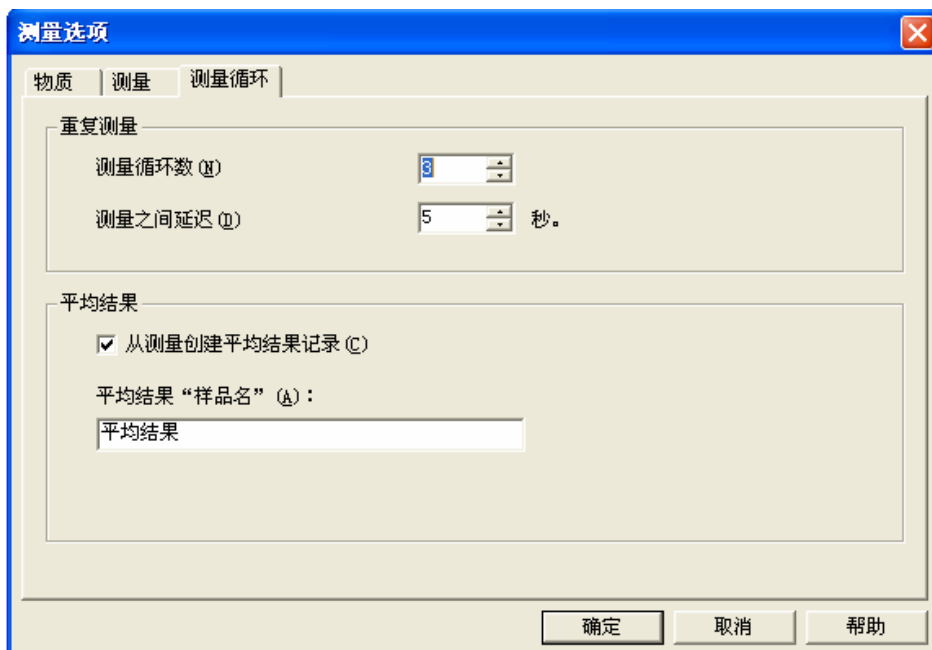 测量选项
物质 测量 测量循环
重复测量
测量循环数(N) 3
测量之间延迟(D) 5 秒。
平均结果
从测量创建平均结果记录(C)
平均结果“样品名”(A)：
平均结果
确定 取消 帮助